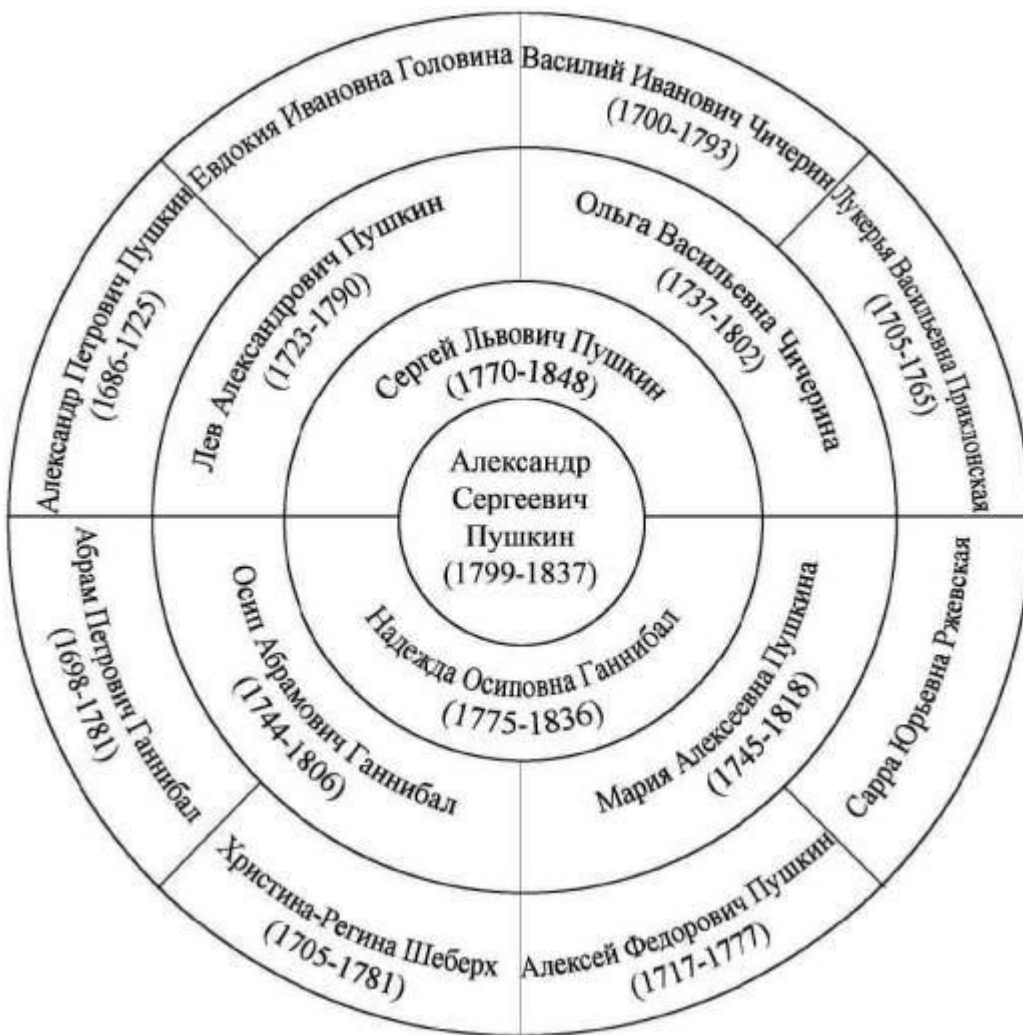 Евдокия Ивановна Головина
Василий Иванович Чичерин
(1700-1793)
Александр Петрович Пушкин
(1686-1725)
Лукерья Васильевна Приклонская
(1705-1765)
Лев Александрович Пушкин
(1723-1790)
Ольга Васильевна Чичерина
(1737-1802)
Сергей Львович Пушкин
(1770-1848)
Александр
Сергеевич
Пушкин
(1799-1837)
Надежда Осиповна Ганнибал
(1775-1836)
Осип Абрамович Ганнибал
(1744-1806)
Мария Алексеевна Пушкина
(1745-1818)
Абрам Петрович Ганнибал
(1698-1781)
Сарра Юрьевна Ржевская
Христина-Регина Шеберх
(1705-1781)
Алексей Федорович Пушкин
(1717-1777)